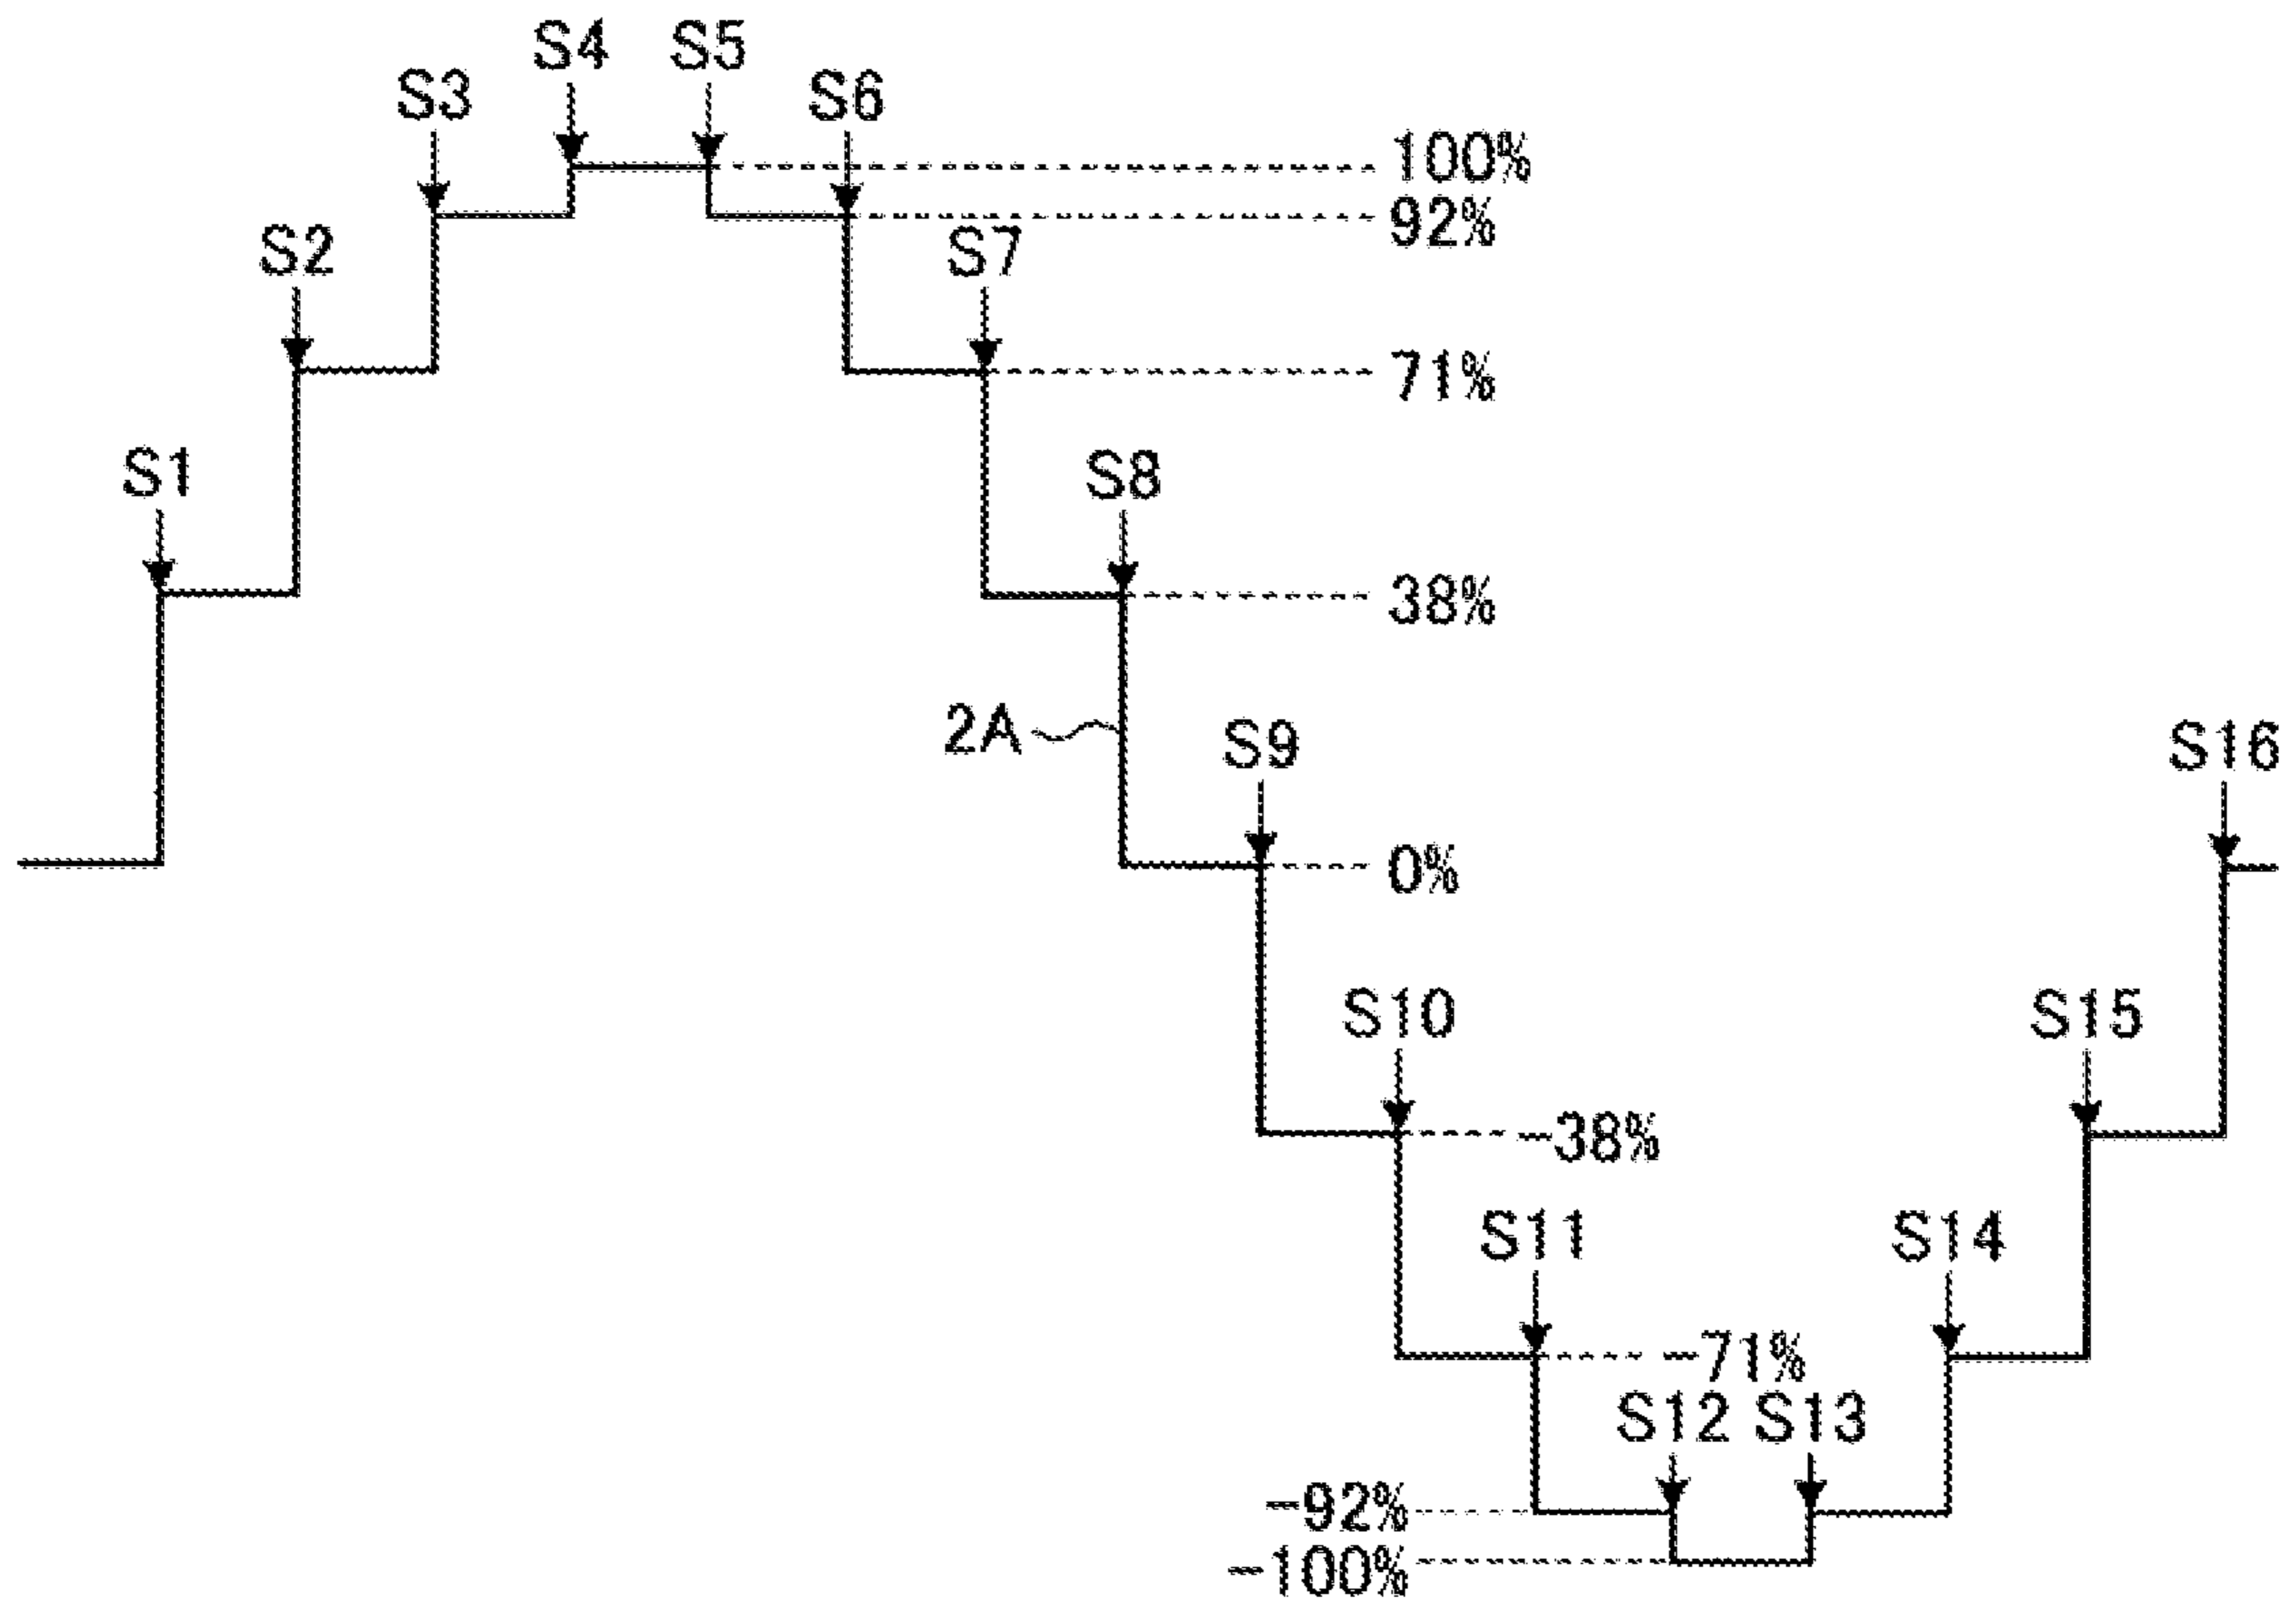 S4 S5
S3 S6
100%
92%
S2 S7
71%
S1 S8
38%
2A S9 S16
0%
S10 S15
-38%
S11 S14
-71%
S12 S13
-92%
-100%